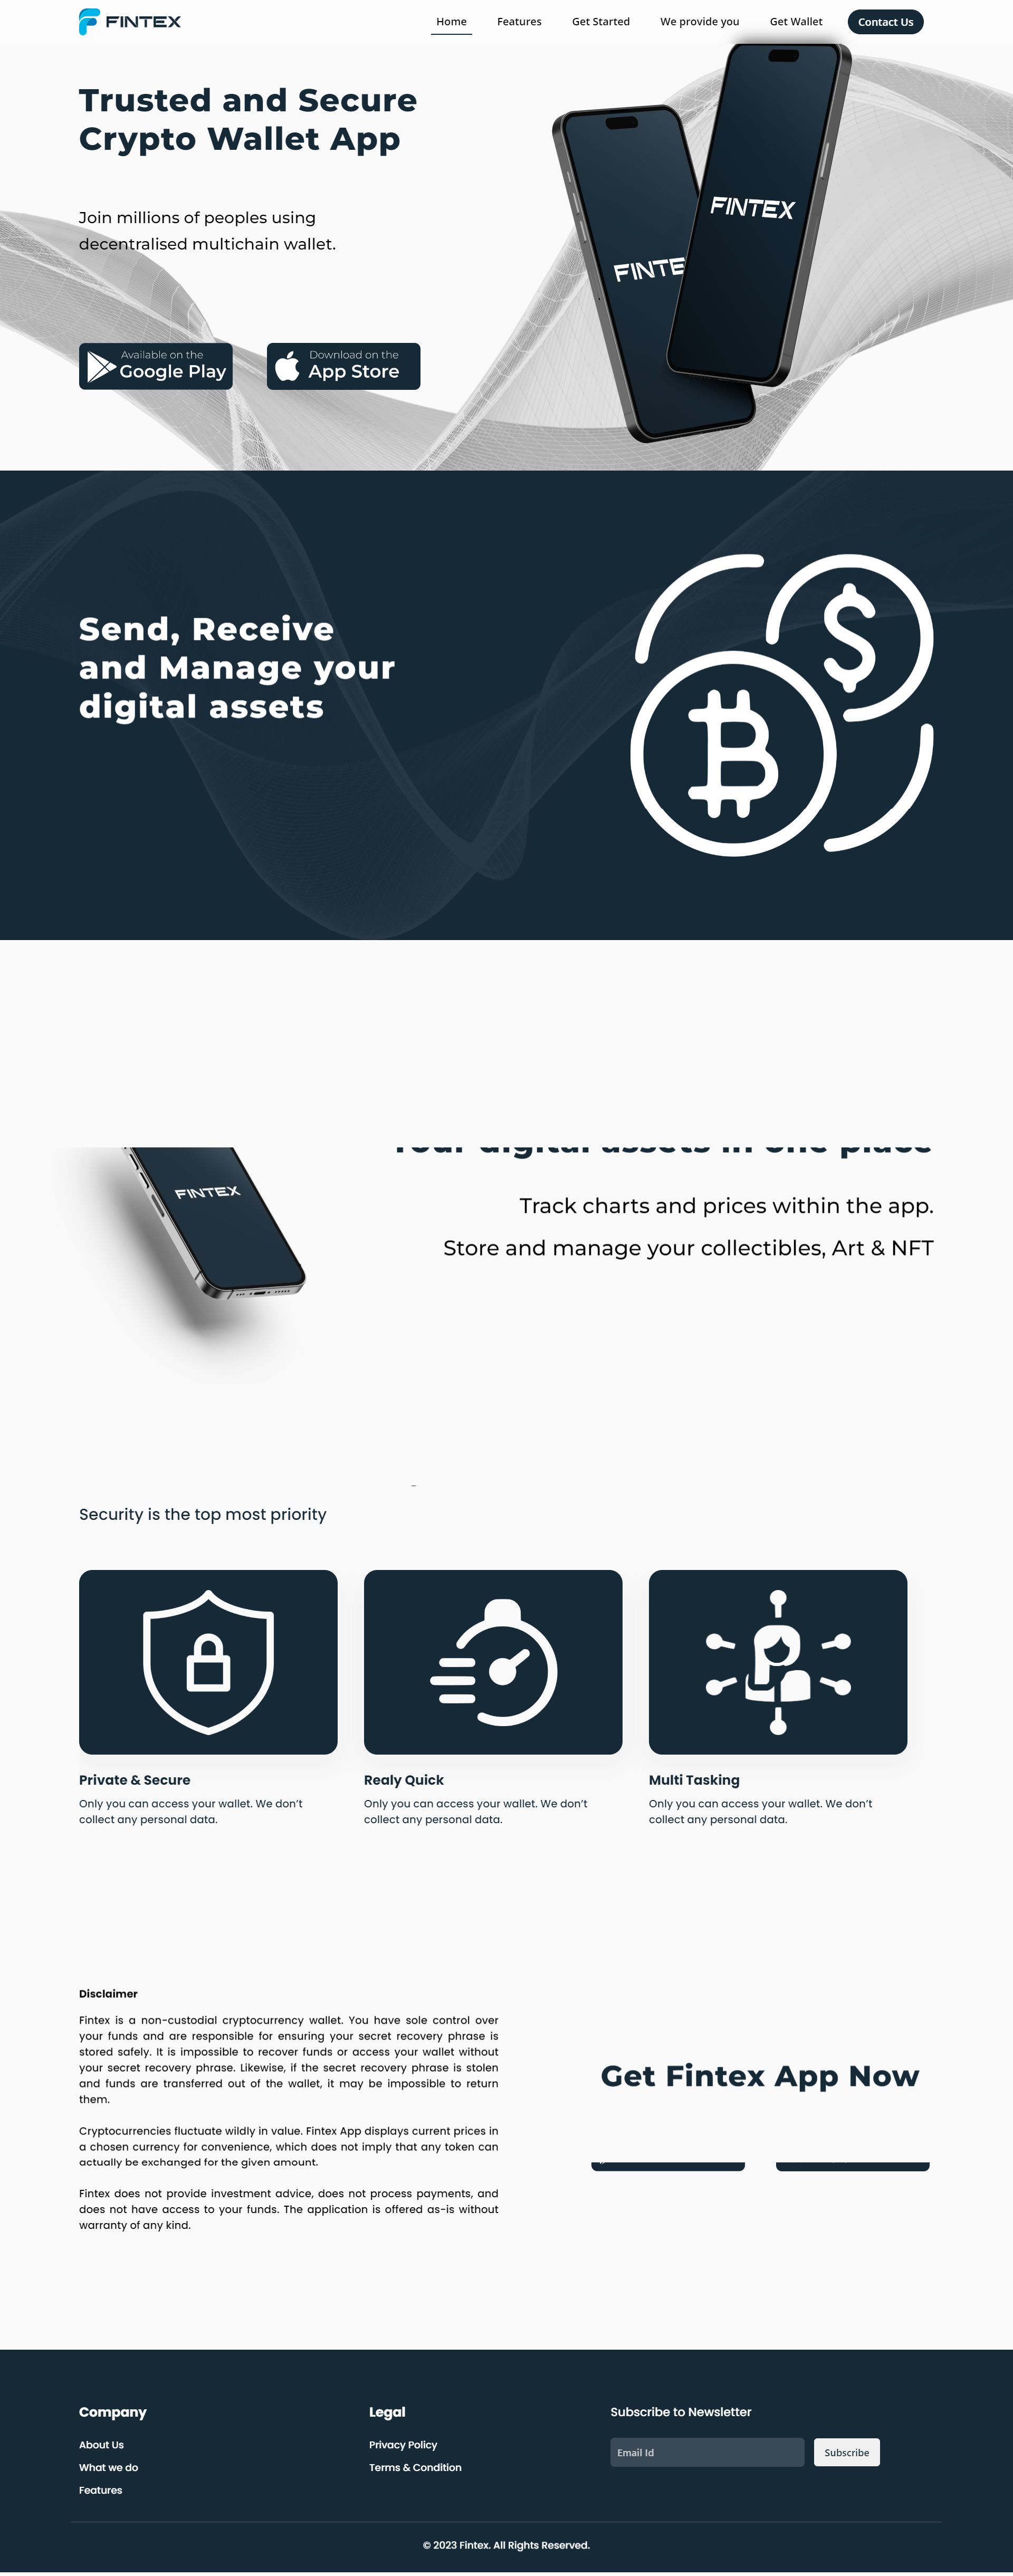 FINTEX
Home Features Get Started We provide you Get Wallet Contact Us
Trusted and Secure
Crypto Wallet App
Join millions of peoples using
decentralised multichain wallet.
Available on the
Google Play
Download on the
App Store
FINTE
FINTEX
Send, Receive
and Manage your
digital assets
Your digital assets in one place
FINTEX
Track charts and prices within the app.
Store and manage your collectibles, Art & NFT
Security is the top most priority
Private & Secure
Only you can access your wallet. We don’t
collect any personal data.
Realy Quick
Only you can access your wallet. We don’t
collect any personal data.
Multi Tasking
Only you can access your wallet. We don’t
collect any personal data.
Disclaimer
Fintex is a non-custodial cryptocurrency wallet. You have sole control over
your funds and are responsible for ensuring your secret recovery phrase is
stored safely. It is impossible to recover funds or access your wallet without
your secret recovery phrase. Likewise, if the secret recovery phrase is stolen
and funds are transferred out of the wallet, it may be impossible to return
them.
Cryptocurrencies fluctuate wildly in value. Fintex App displays current prices in
a chosen currency for convenience, which does not imply that any token can
actually be exchanged for the given amount.
Fintex does not provide investment advice, does not process payments, and
does not have access to your funds. The application is offered as-is without
warranty of any kind.
Get Fintex App Now
Company
About Us
What we do
Features
Legal
Privacy Policy
Terms & Condition
Subscribe to Newsletter
Email Id
Subscribe
© 2023 Fintex. All Rights Reserved.